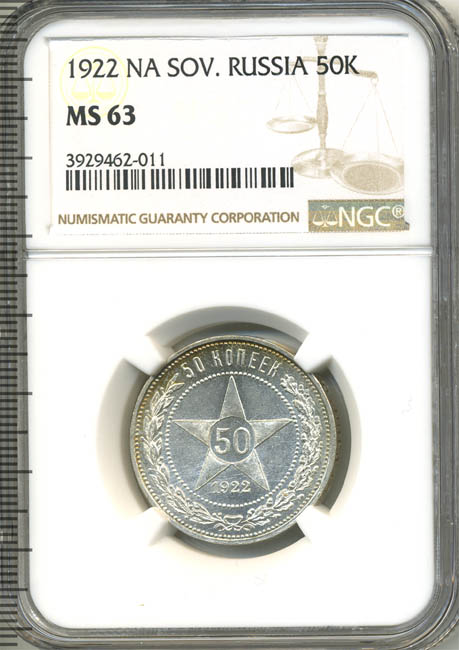 1922 NA SOV. RUSSIA 50K
MS 63
3929462-011
NUMISMATIC GUARANTY CORPORATION
NGC®
50 КОПЕЕК
50
1922